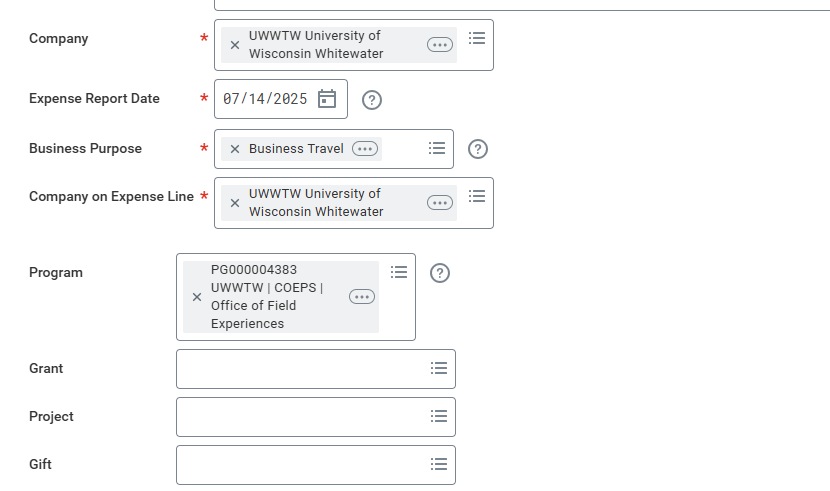 Company * UWWTW University of
Wisconsin Whitewater
Expense Report Date * 07/14/2025
Business Purpose * Business Travel
Company on Expense Line * UWWTW University of
Wisconsin Whitewater
Program PG000004383
UWWTW | COEPS |
Office of Field
Experiences
Grant
Project
Gift